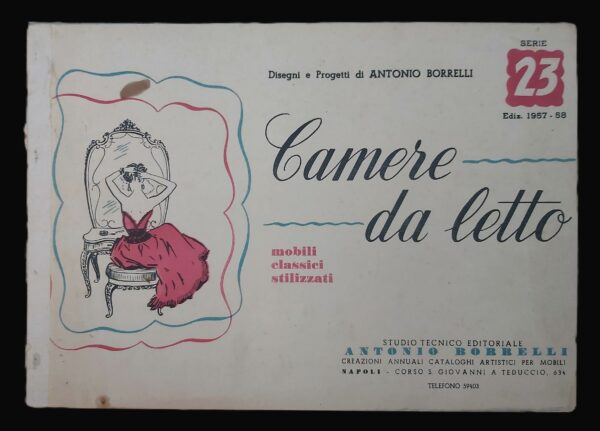 Disegni e Progetti di ANTONIO BORRELLI
SERIE
23
Ediz. 1957-58
Camere
da letto
mobili
classici
stilizzati
STUDIO TECNICO EDITORIALE
ANTONIO BORRELLI
CREAZIONI ANNUALI CATALOGHI ARTISTICI PER MOBILI
NAPOLI - CORSO S. GIOVANNI A TEDUCCIO, 634
TELEFONO 59403